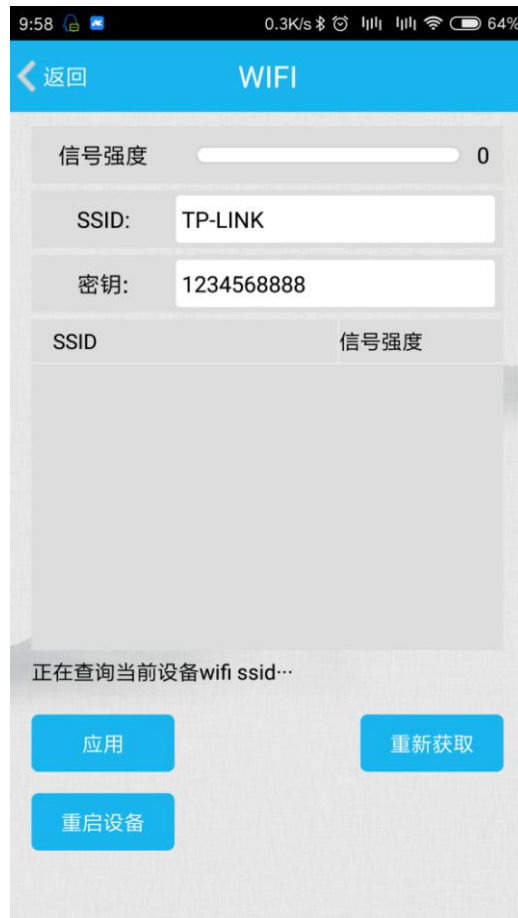 9:58 0.3K/s 64%
返回 WIFI
信号强度 0
SSID: TP-LINK
密钥: 1234568888
SSID 信号强度
正在查询当前设备wifi ssid···
应用 重新获取
重启设备